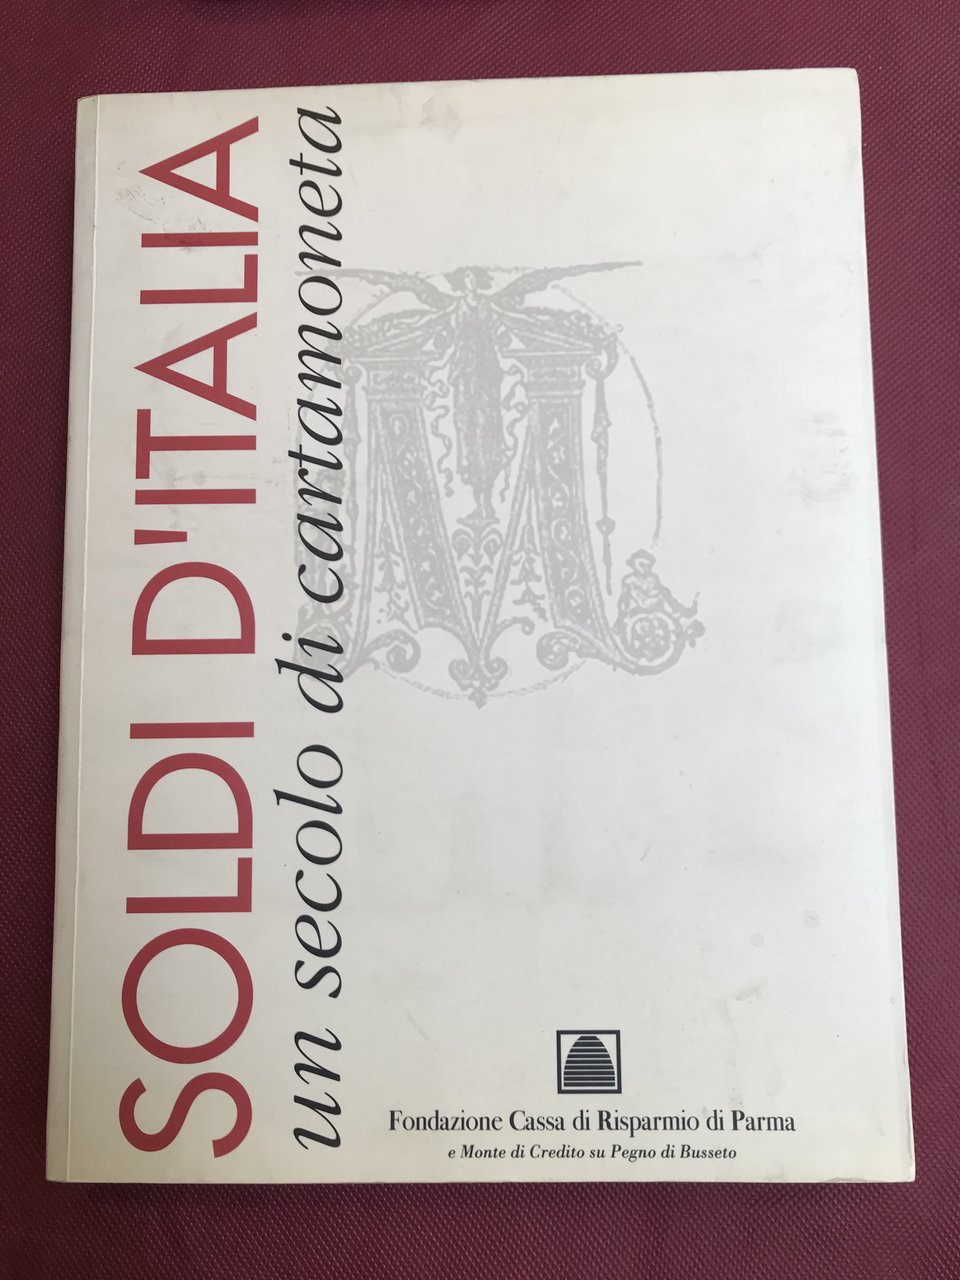 SOLDI D'ITALIA
un secolo di cartamoneta
Fondazione Cassa di Risparmio di Parma
e Monte di Credito su Pegno di Busseto